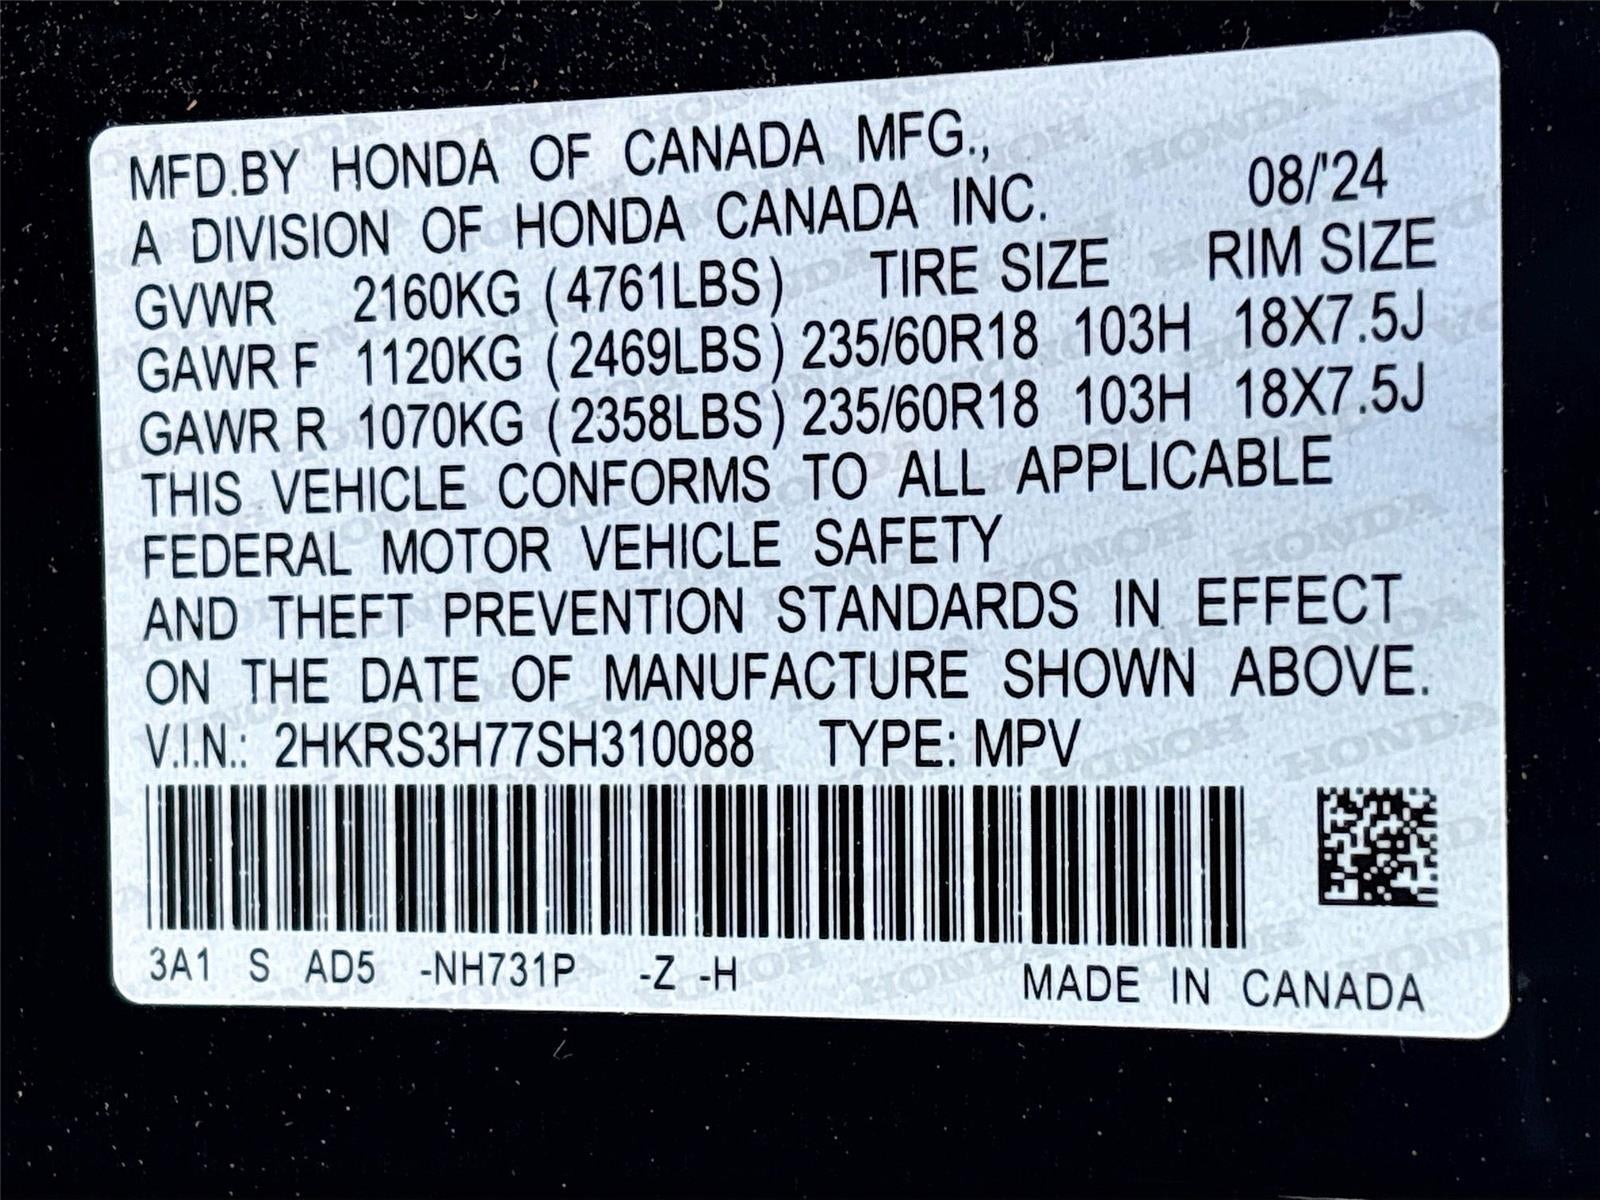 MFD.BY HONDA OF CANADA MFG.,
A DIVISION OF HONDA CANADA INC. 08/'24
GVWR 2160KG (4761LBS) TIRE SIZE RIM SIZE
GAWR F 1120KG (2469LBS) 235/60R18 103H 18X7.5J
GAWR R 1070KG (2358LBS) 235/60R18 103H 18X7.5J
THIS VEHICLE CONFORMS TO ALL APPLICABLE
FEDERAL MOTOR VEHICLE SAFETY
AND THEFT PREVENTION STANDARDS IN EFFECT
ON THE DATE OF MANUFACTURE SHOWN ABOVE.
V.I.N.: 2HKRS3H77SH310088 TYPE: MPV
3A1 S AD5 -NH731P -Z -H MADE IN CANADA